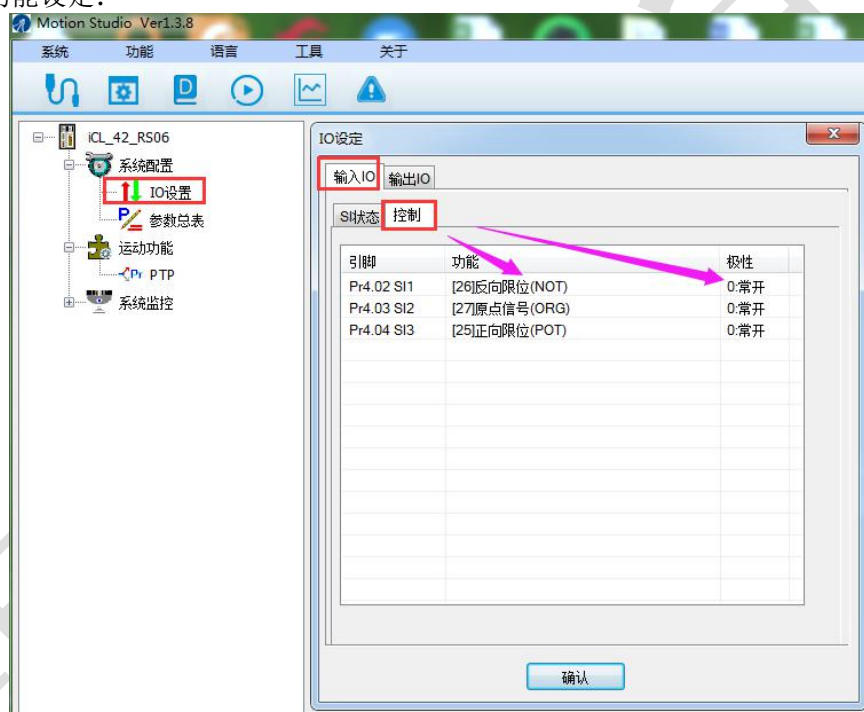 功能设定：
Motion Studio Ver1.3.8
系统 功能 语言 工具 关于
iCL_42_RS06
系统配置
IO设置
参数总表
运动功能
PTP
系统监控
IO设定
输入IO 输出IO
SI状态 控制
引脚 功能 极性
Pr4.02 SI1 [26]反向限位(NOT) 0:常开
Pr4.03 SI2 [27]原点信号(ORG) 0:常开
Pr4.04 SI3 [25]正向限位(POT) 0:常开
确认